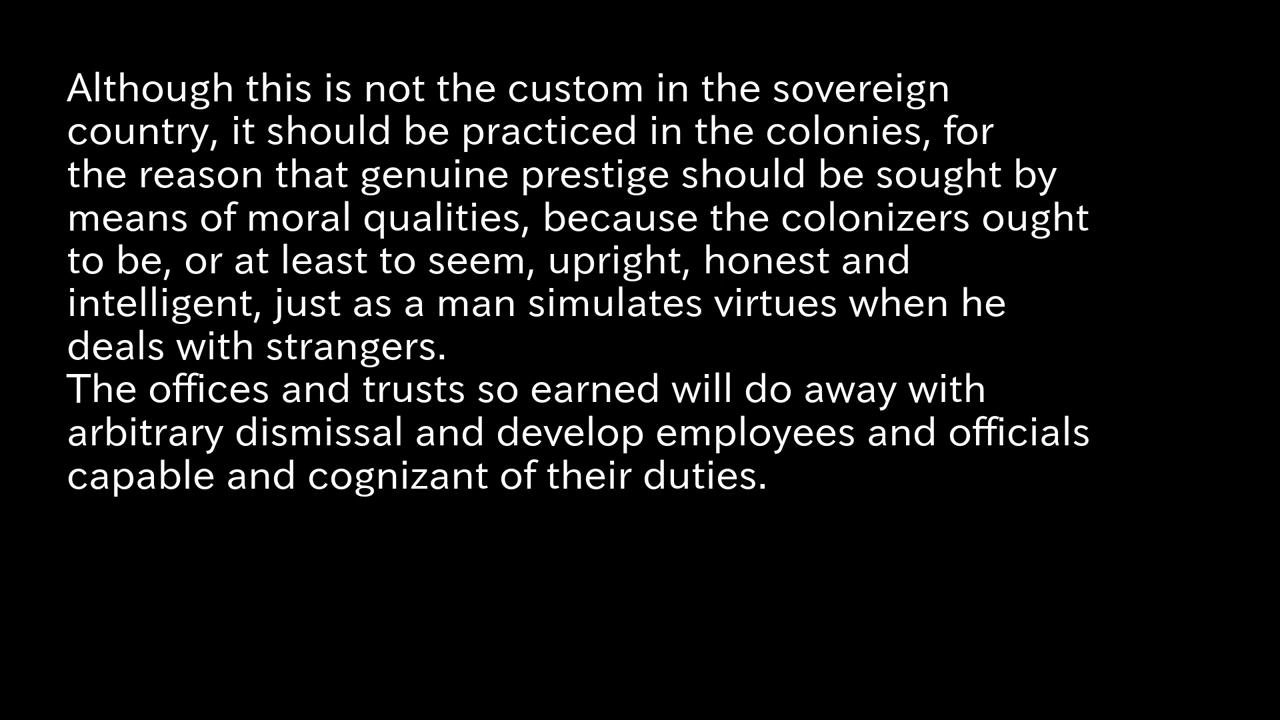 Although this is not the custom in the sovereign
country, it should be practiced in the colonies, for
the reason that genuine prestige should be sought by
means of moral qualities, because the colonizers ought
to be, or at least to seem, upright, honest and
intelligent, just as a man simulates virtues when he
deals with strangers.
The offices and trusts so earned will do away with
arbitrary dismissal and develop employees and officials
capable and cognizant of their duties.